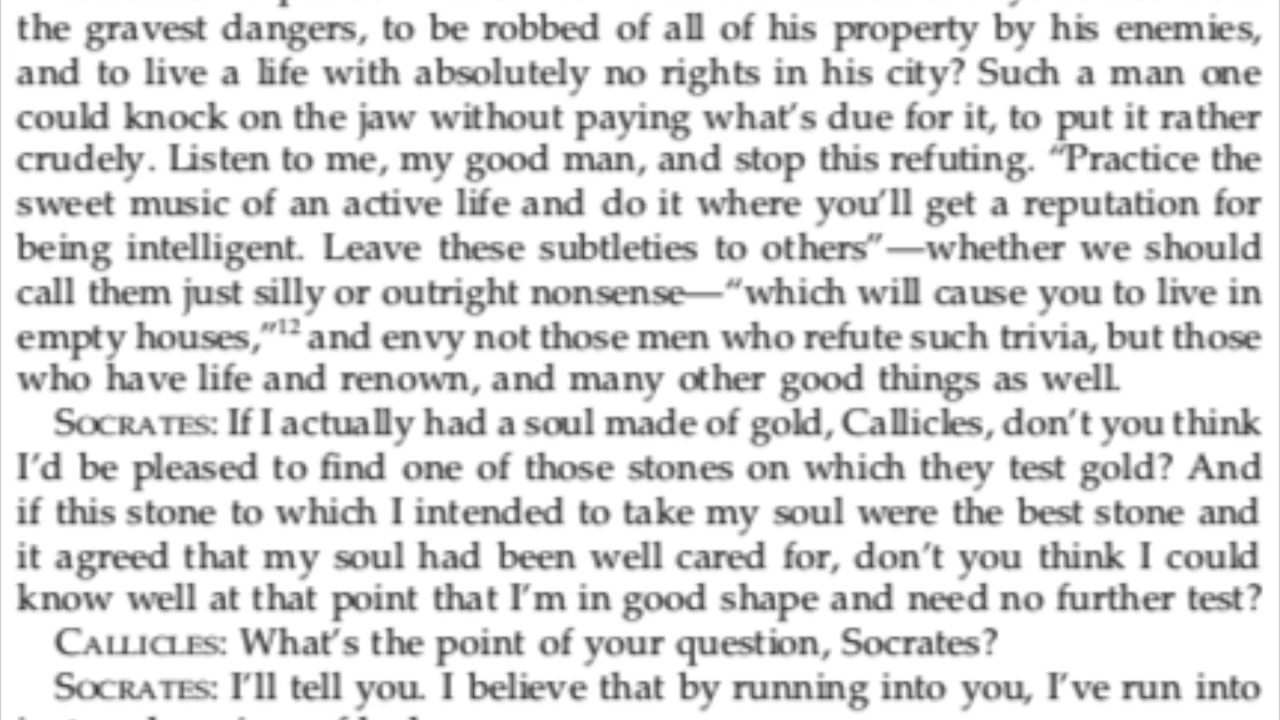 the gravest dangers, to be robbed of all of his property by his enemies,
and to live a life with absolutely no rights in his city? Such a man one
could knock on the jaw without paying what's due for it, to put it rather
crudely. Listen to me, my good man, and stop this refuting. "Practice the
sweet music of an active life and do it where you'll get a reputation for
being intelligent. Leave these subtleties to others"—whether we should
call them just silly or outright nonsense—"which will cause you to live in
empty houses,"12 and envy not those men who refute such trivia, but those
who have life and renown, and many other good things as well.
SOCRATES: If I actually had a soul made of gold, Callicles, don't you think
I'd be pleased to find one of those stones on which they test gold? And
if this stone to which I intended to take my soul were the best stone and
it agreed that my soul had been well cared for, don't you think I could
know well at that point that I'm in good shape and need no further test?
CALLICLES: What's the point of your question, Socrates?
SOCRATES: I'll tell you. I believe that by running into you, I've run into